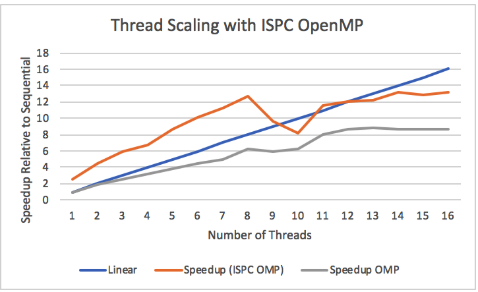 Thread Scaling with ISPC OpenMP
Speedup Relative to Sequential
18
16
14
12
10
8
6
4
2
0
1 2 3 4 5 6 7 8 9 10 11 12 13 14 15 16
Number of Threads
Linear Speedup (ISPC OMP) Speedup OMP